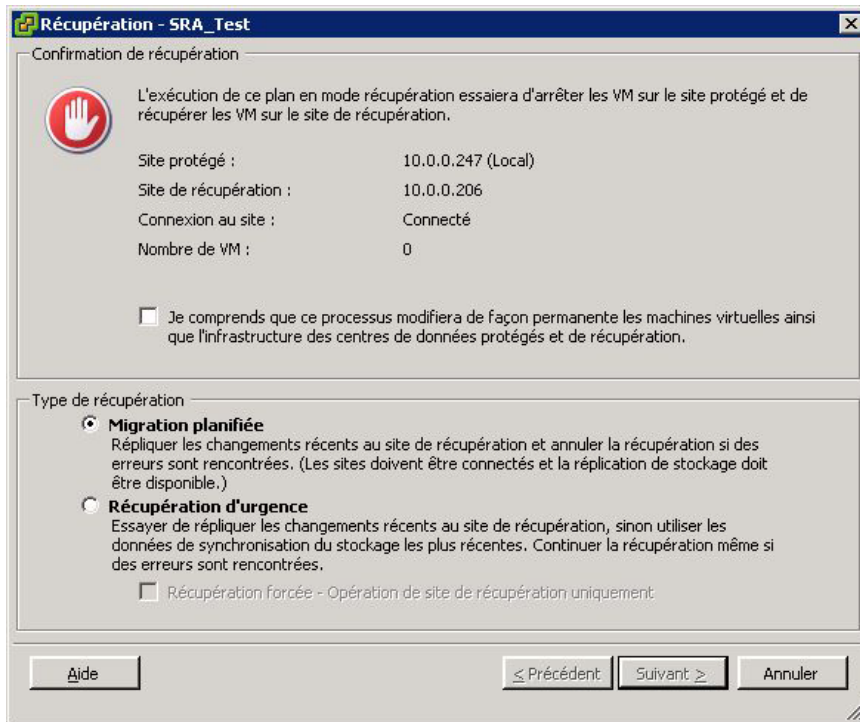 Récupération - SRA_Test
Confirmation de récupération
L'exécution de ce plan en mode récupération essaiera d'arrêter les VM sur le site protégé et de
récupérer les VM sur le site de récupération.
Site protégé : 10.0.0.247 (Local)
Site de récupération : 10.0.0.206
Connexion au site : Connecté
Nombre de VM : 0
Je comprends que ce processus modifiera de façon permanente les machines virtuelles ainsi
que l'infrastructure des centres de données protégés et de récupération.
Type de récupération
Migration planifiée
Répliquer les changements récents au site de récupération et annuler la récupération si des
erreurs sont rencontrées. (Les sites doivent être connectés et la réplication de stockage doit
être disponible.)
Récupération d'urgence
Essayer de répliquer les changements récents au site de récupération, sinon utiliser les
données de synchronisation du stockage les plus récentes. Continuer la récupération même si
des erreurs sont rencontrées.
Récupération forcée - Opération de site de récupération uniquement
Aide < Précédent Suivant > Annuler